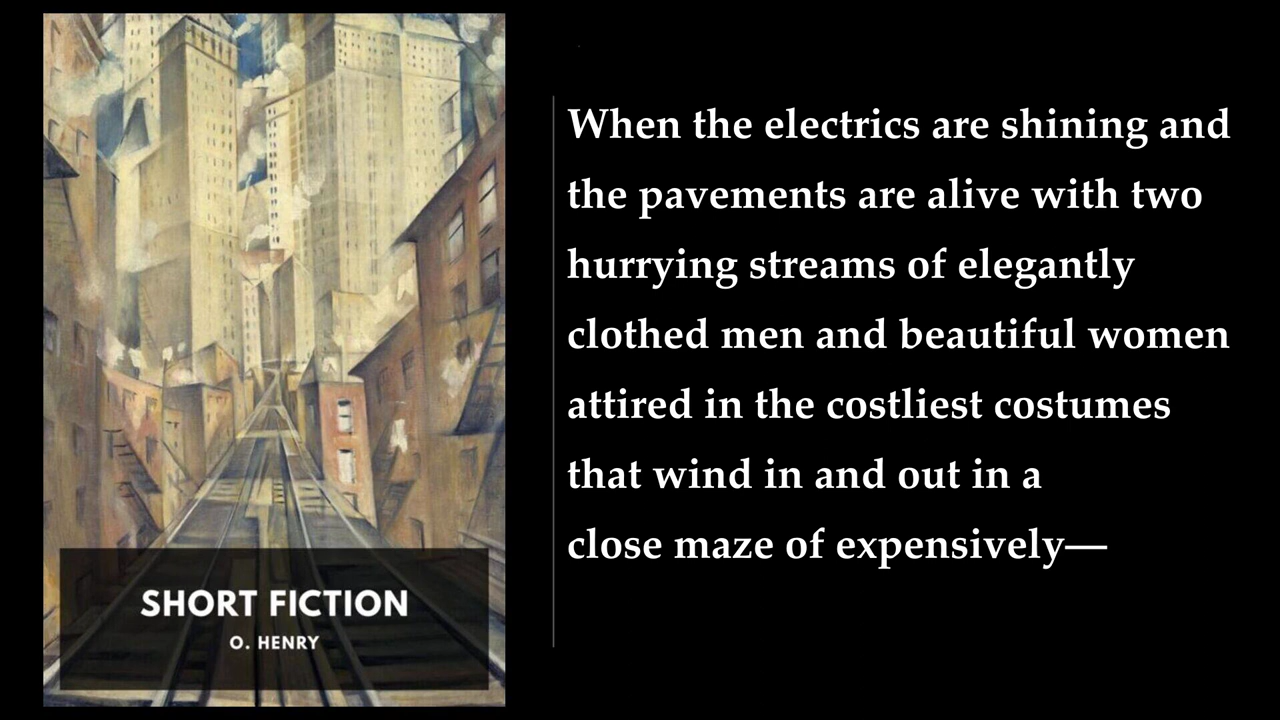 When the electrics are shining and
the pavements are alive with two
hurrying streams of elegantly
clothed men and beautiful women
attired in the costliest costumes
that wind in and out in a
close maze of expensively—
SHORT FICTION
O. HENRY